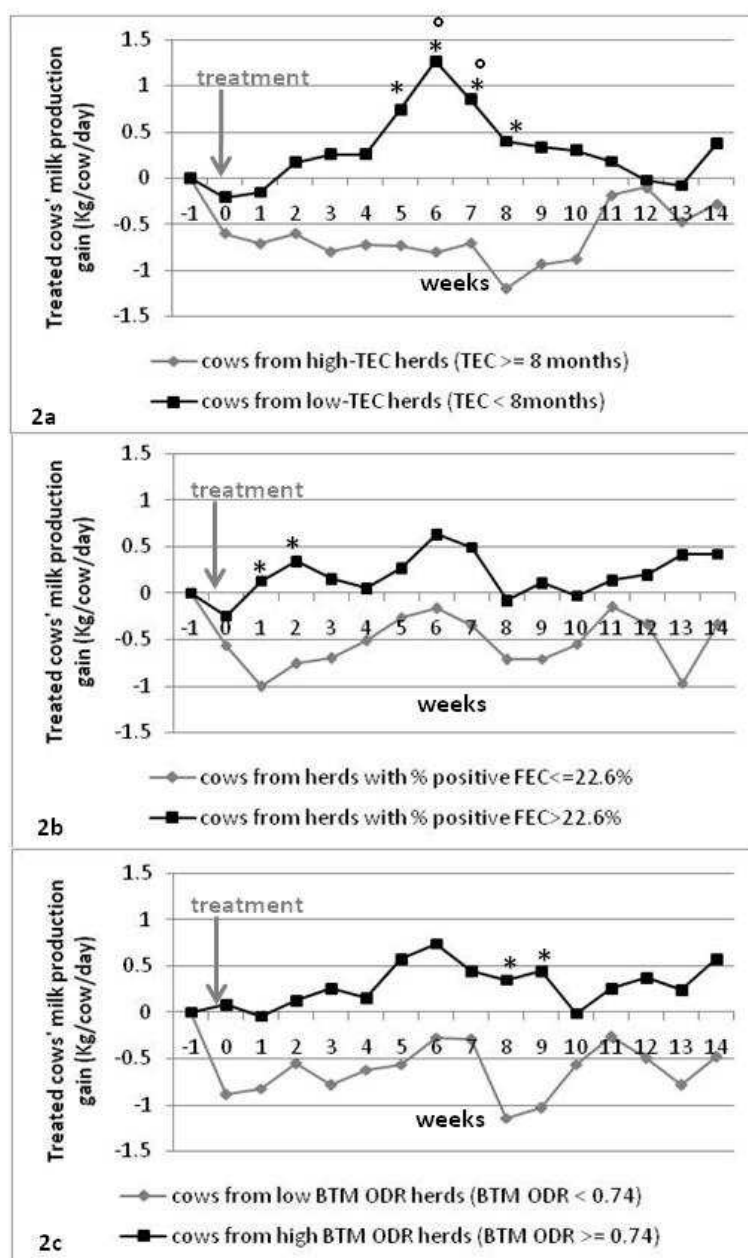 1.5
1
0.5
0
-0.5
-1
-1.5
Treated cows' milk production
gain (Kg/cow/day)
treatment
° 
* ° 
* * *
-1 0 1 2 3 4 5 6 7 8 9 10 11 12 13 14
weeks
cows from high-TEC herds (TEC >= 8 months)
cows from low-TEC herds (TEC < 8months)
2a
1.5
1
0.5
0
-0.5
-1
-1.5
Treated cows' milk production
gain (Kg/cow/day)
treatment
* *
-1 0 1 2 3 4 5 6 7 8 9 10 11 12 13 14
weeks
cows from herds with % positive FEC<=22.6%
cows from herds with % positive FEC>22.6%
2b
1.5
1
0.5
0
-0.5
-1
-1.5
Treated cows' milk production
gain (Kg/cow/day)
treatment
* *
-1 0 1 2 3 4 5 6 7 8 9 10 11 12 13 14
weeks
cows from low BTM ODR herds (BTM ODR < 0.74)
cows from high BTM ODR herds (BTM ODR >= 0.74)
2c